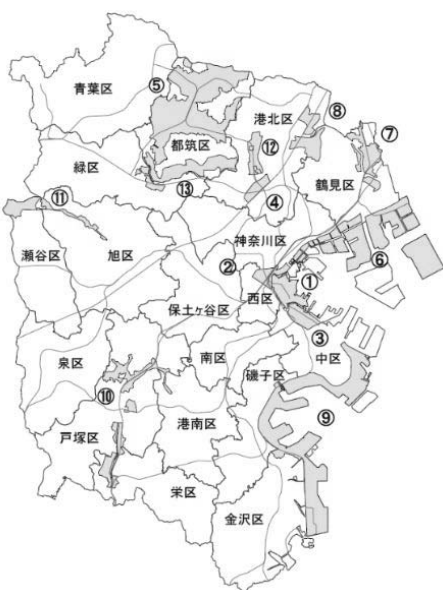 青葉区
⑤
港北区
⑧
都筑区
⑫
⑦
緑区
鶴見区
⑪
⑬
④
瀬谷区
旭区
神奈川区
②
⑥
保土ヶ谷区
西区
①
泉区
南区
③
中区
磯子区
⑩
戸塚区
港南区
⑨
栄区
金沢区